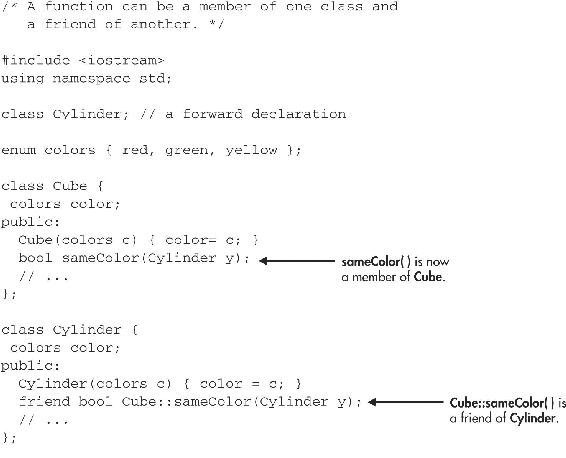 /* A function can be a member of one class and
   a friend of another. */

#include <iostream>
using namespace std;

class Cylinder; // a forward declaration

enum colors { red, green, yellow };

class Cube {
 colors color;
public:
  Cube(colors c) { color= c; }
  bool sameColor(Cylinder y);
sameColor( ) is now
a member of Cube.
  // ...
};

class Cylinder {
 colors color;
public:
  Cylinder(colors c) { color = c; }
  friend bool Cube::sameColor(Cylinder y);
Cube::sameColor( ) is
a friend of Cylinder.
  // ...
};